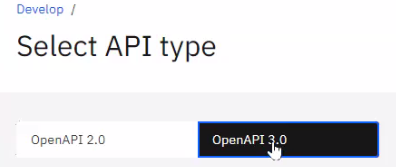 Develop /
Select API type
OpenAPI 2.0
OpenAPI 3.0